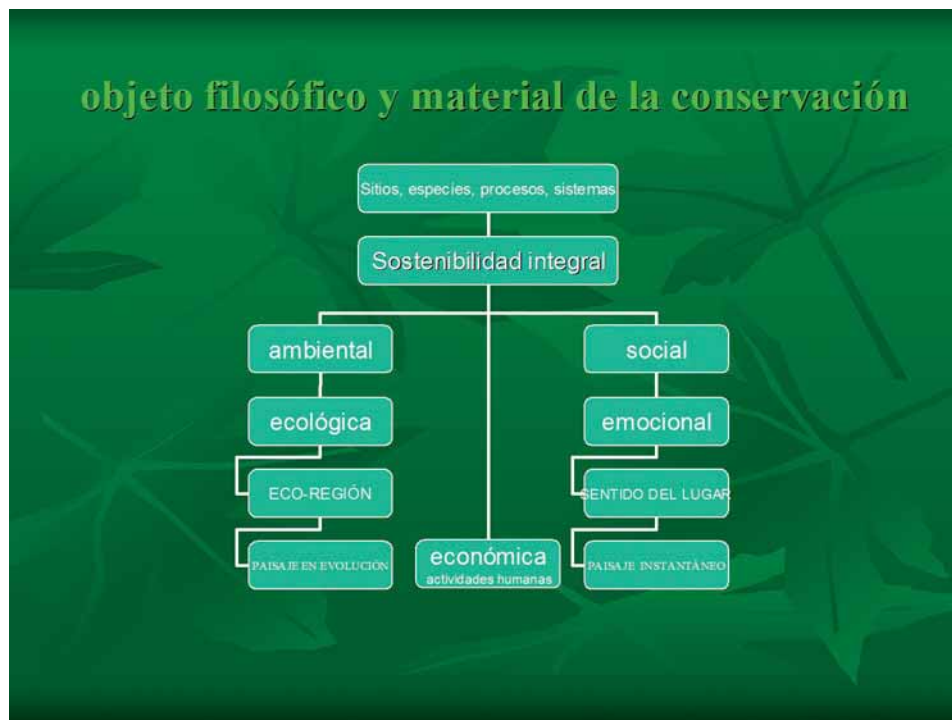 objeto filosófico y material de la conservación
Sitios, especies, procesos, sistemas
Sostenibilidad integral
ambiental
social
ecológica
emocional
ECO-REGIÓN
SENTIDO DEL LUGAR
PAISAJE EN EVOLUCIÓN
económica
actividades humanas
PAISAJE INSTANTÁNEO